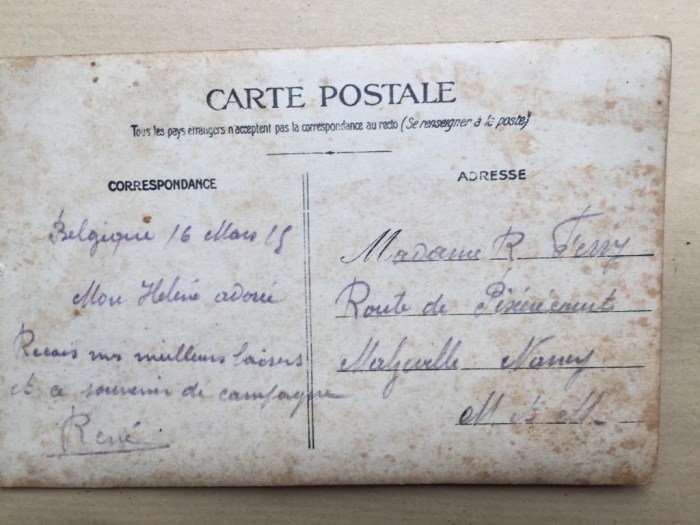 CARTE POSTALE
Tous les pays étrangers n'acceptent pas la correspondance au recto (Se renseigner à la poste)
CORRESPONDANCE
Belgique 16 Mars 15
Mon Helène adorée
Reçois mes meilleurs baisers
et ce souvenir de campagne
René
ADRESSE
Madame R Ferry
Route de
Malzeville Nancy
M et M